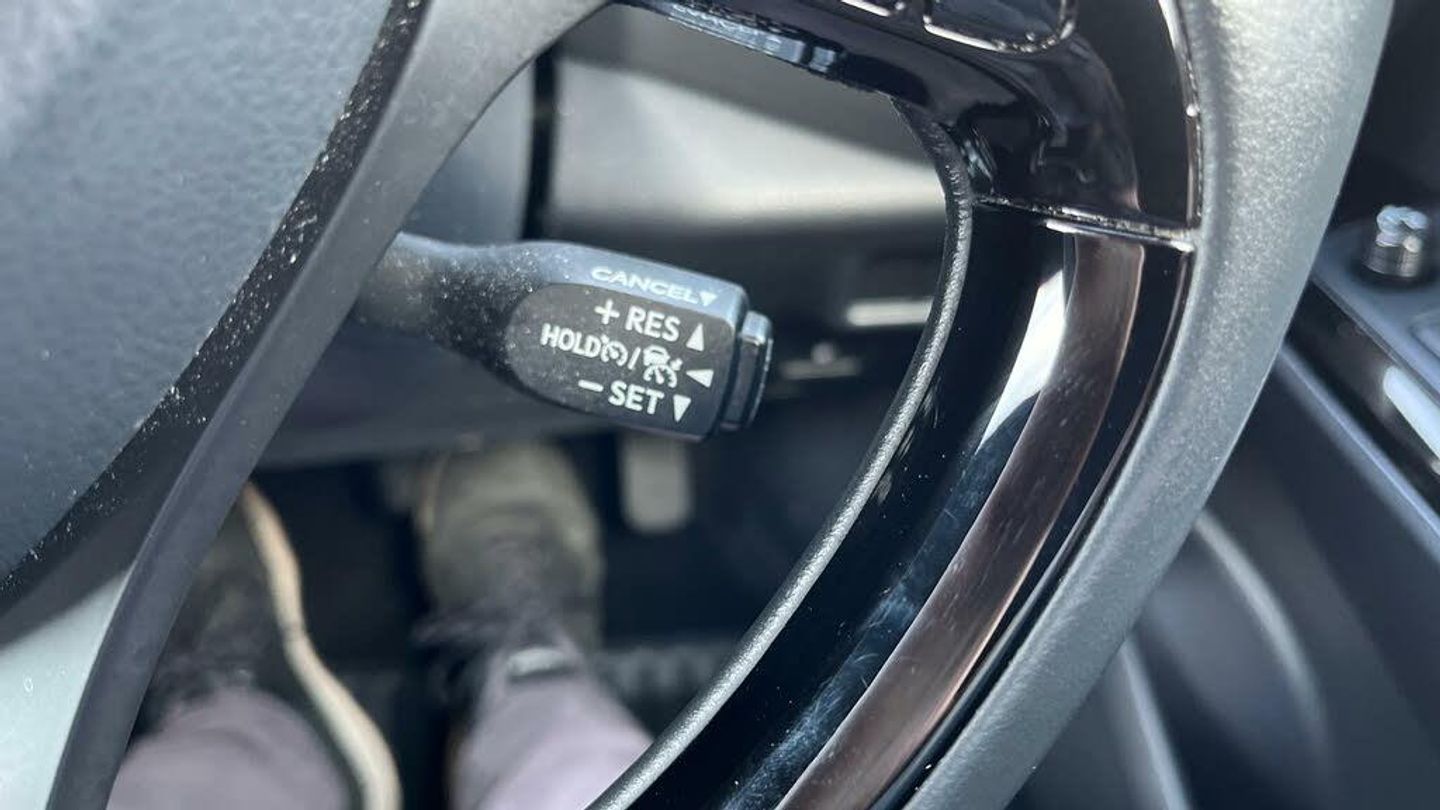 CANCEL▼
+ RES ▲
HOLD / ◀
− SET ▼